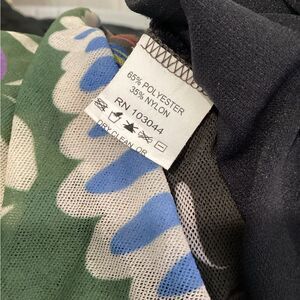 65% POLYESTER
35% NYLON
RN 103044
DRY CLEAN OR